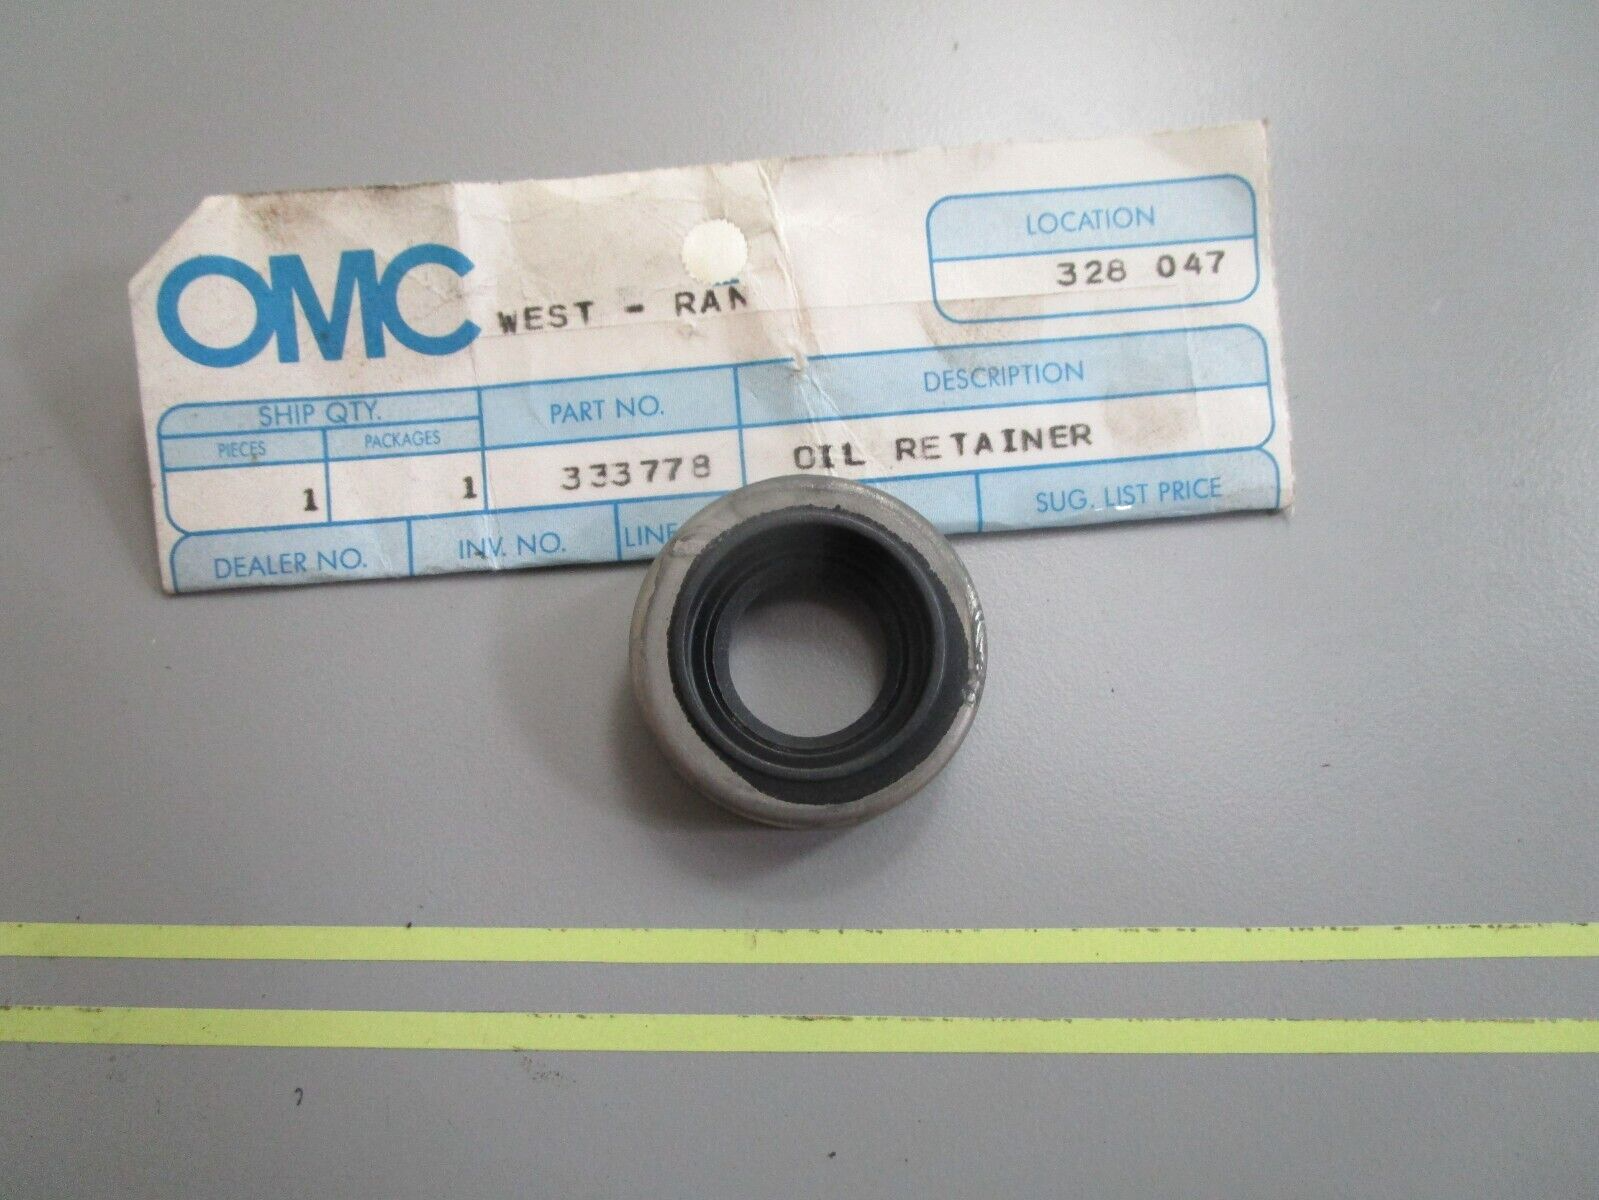 OMC
WEST - RAN
LOCATION
328 047
SHIP QTY.
PIECES
PACKAGES
PART NO.
DESCRIPTION
1
1
333778
OIL RETAINER
DEALER NO.
INV. NO.
LINE
SUG. LIST PRICE